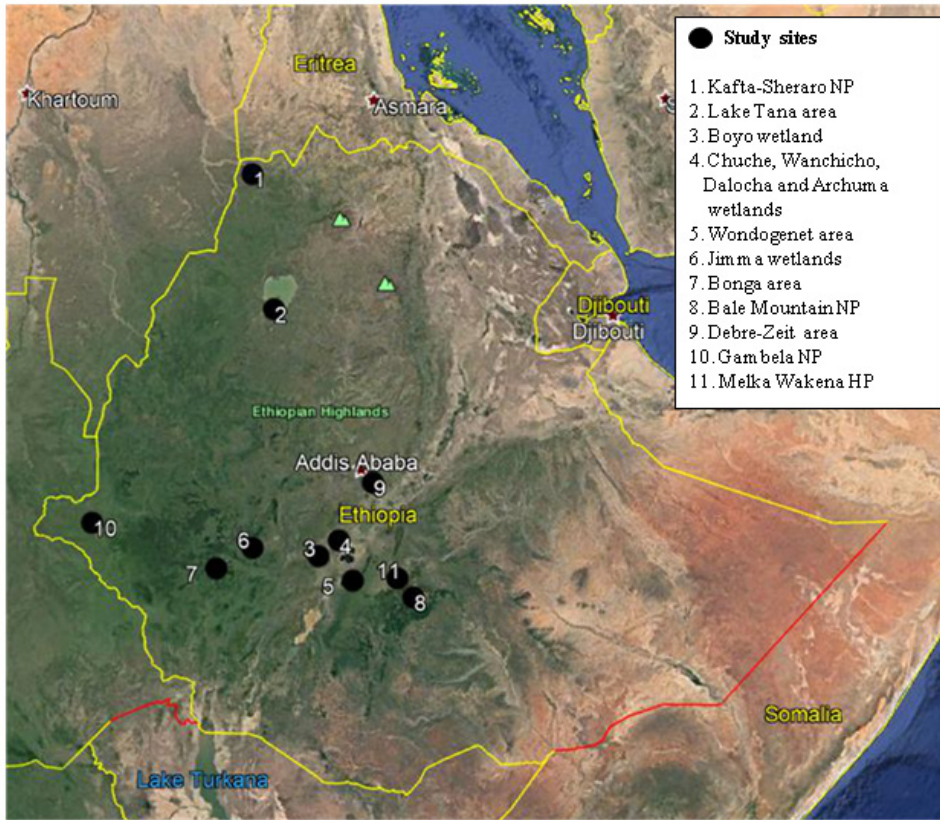 Study sites
1. Kafta-Sheraro NP
2. Lake Tana area
3. Boyo wetland
4. Chuche, Wanchicho,
Dalocha and Archuma
wetlands
5. Wondogenet area
6. Jimma wetlands
7. Bonga area
8. Bale Mountain NP
9. Debre-Zeit area
10. Gambela NP
11. Melka Wakena HP
Eritrea
Khartoum
Asmara
S
1
2
Djibouti
Djibouti
Ethiopian Highlands
Addis Ababa
9
Ethiopia
10
6
3
4
7
5
11
8
Somalia
Lake Turkana